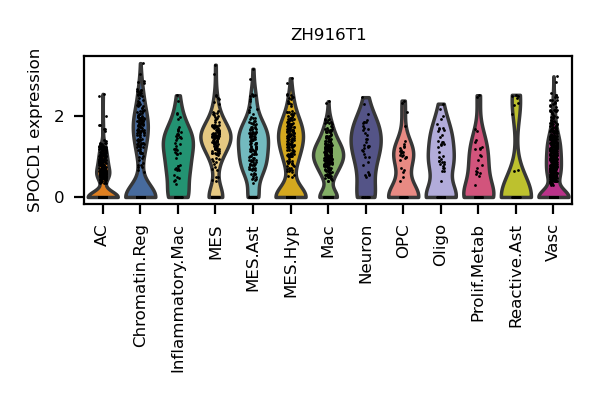 ZH916T1
SPOCD1 expression
2
0
AC
Chromatin.Reg
Inflammatory.Mac
MES
MES.Ast
MES.Hyp
Mac
Neuron
OPC
Oligo
Prolif.Metab
Reactive.Ast
Vasc